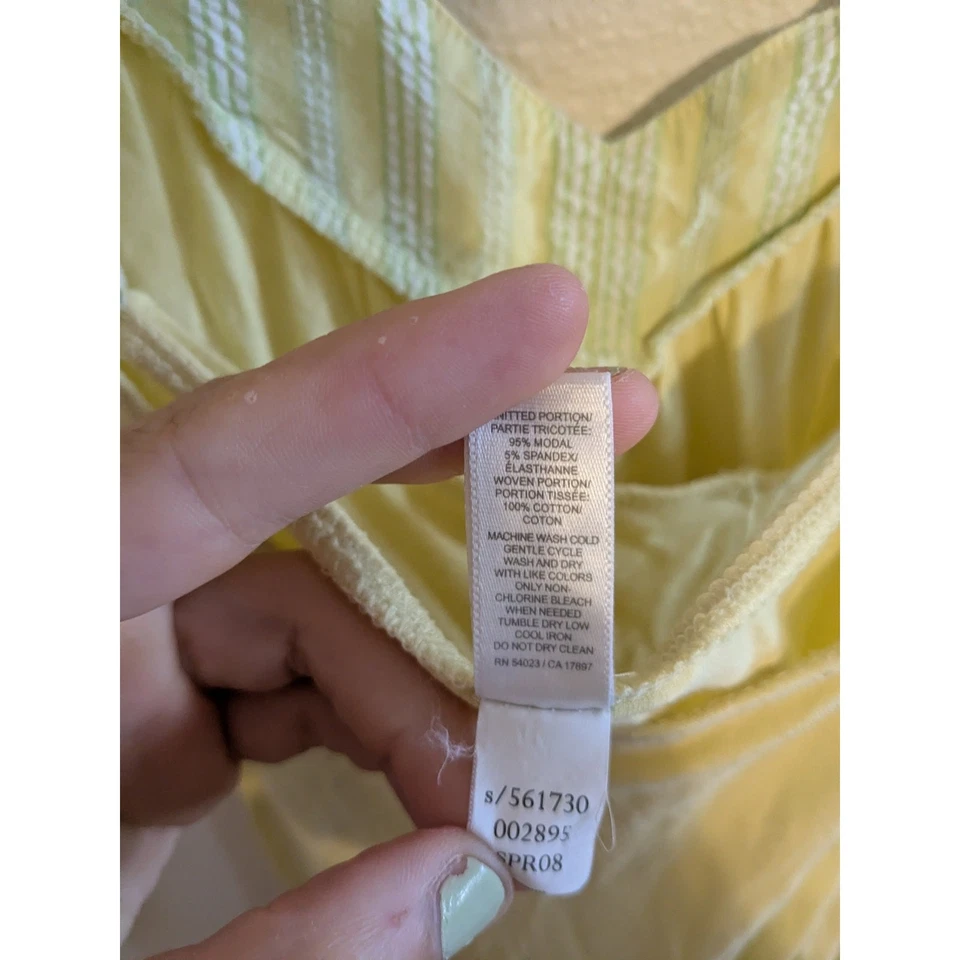 KNITTED PORTION/
PARTIE TRICOTÉE:
95% MODAL
5% SPANDEX/
ÉLASTHANNE
WOVEN PORTION/
PORTION TISSÉE:
100% COTTON/
COTON
MACHINE WASH COLD
GENTLE CYCLE
WASH AND DRY
WITH LIKE COLORS
ONLY NON-
CHLORINE BLEACH
WHEN NEEDED
TUMBLE DRY LOW
COOL IRON
DO NOT DRY CLEAN
RN 54023 / CA 17897
s/561730
002895
SPR08